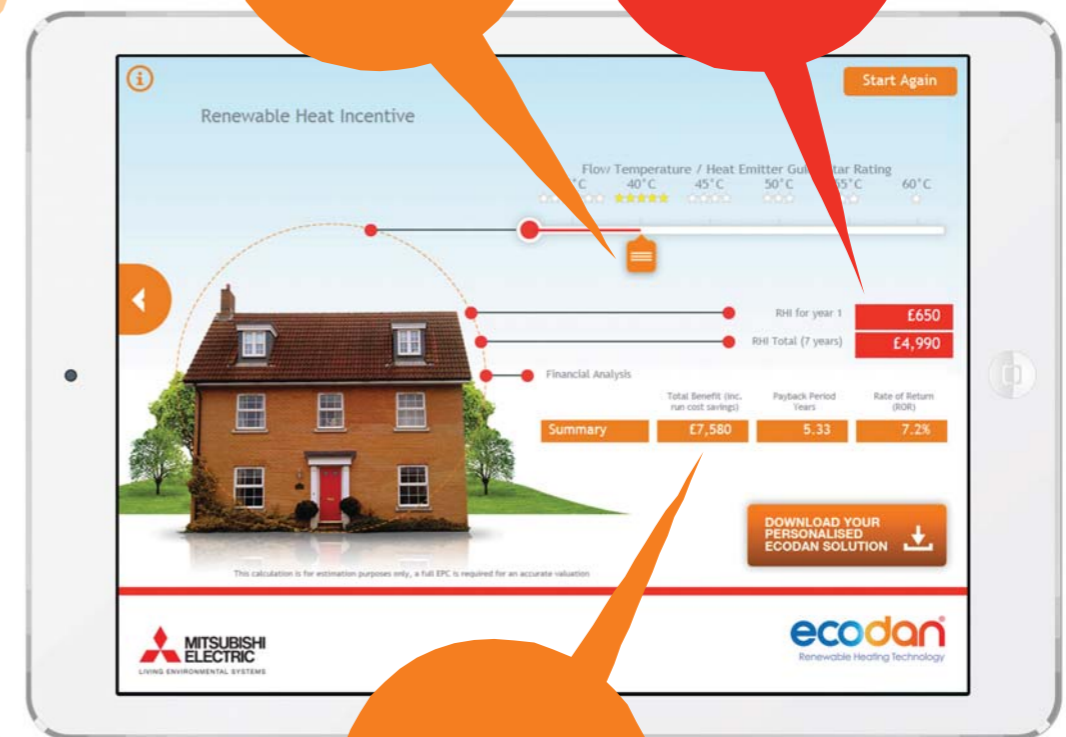 Start Again
Renewable Heat Incentive
Flow Temperature / Heat Emitter Rating
40°C 45°C 50°C 60°C
RHI for year 1 £650
RHI Total (7 years) £4,990
Financial Analysis
Total Benefit (inc. run cost savings) Payback Period Years Rate of Return (ROR)
Summary £7,580 5.33 7.2%
DOWNLOAD YOUR
PERSONALISED
ECODAN SOLUTION
This calculation is for estimation purposes only, a full EPC is required for an accurate valuation
MITSUBISHI
ELECTRIC
LIVING ENVIRONMENTAL SYSTEMS
ecodan
Renewable Heating Technology